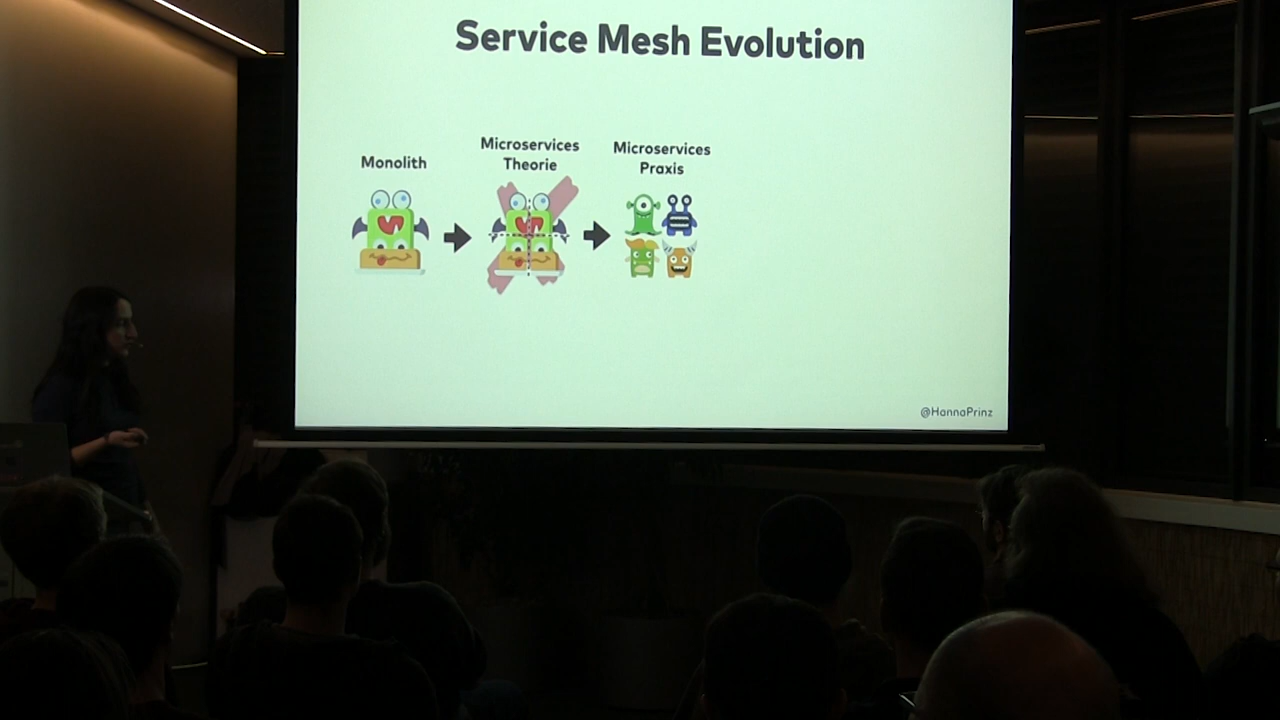 Service Mesh Evolution
Monolith
Microservices
Theorie
Microservices
Praxis
@HannaPrinz